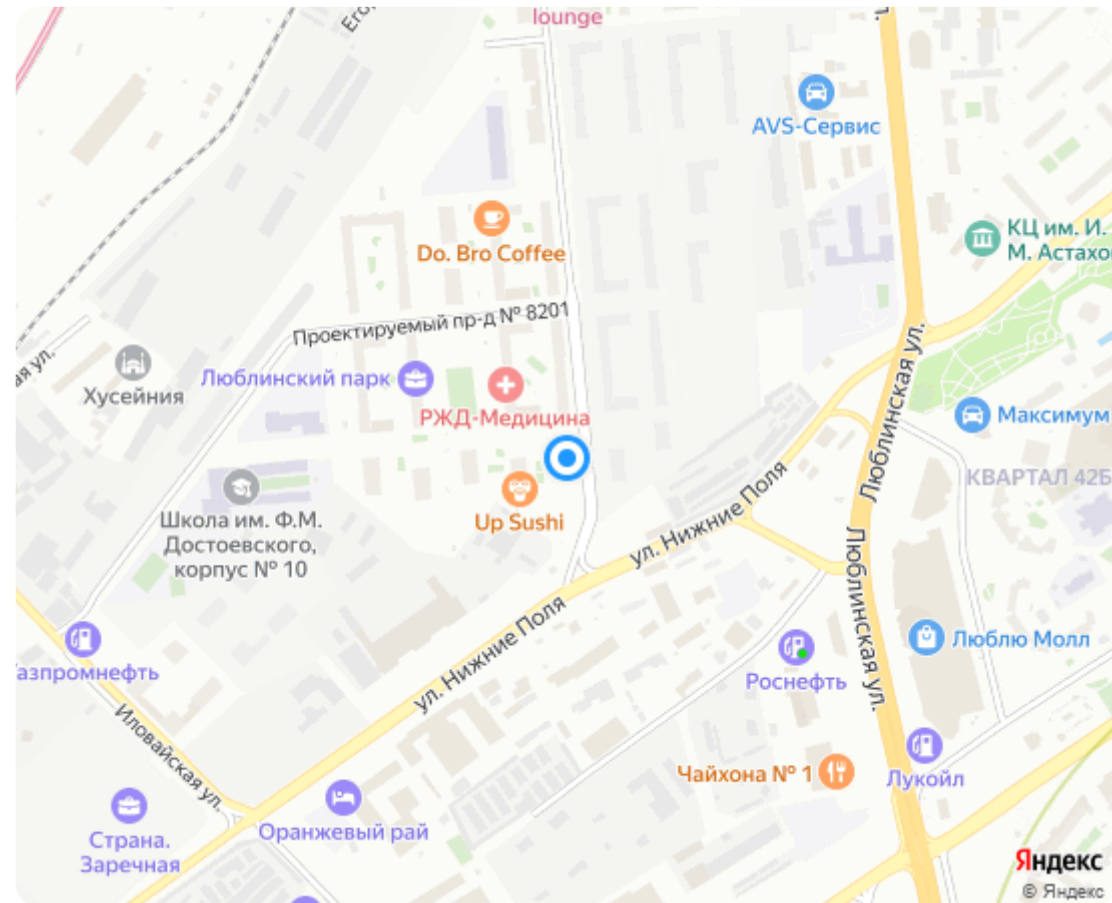 lounge
Его
л.
AVS-Сервис
КЦ им. И.
М. Астахо
Do. Bro Coffee
Проектируемый пр-д № 8201
ая ул.
Хусейния
Люблинский парк
РЖД-Медицина
Люблинская ул.
Максимум
КВАРТАЛ 42Б
Школа им. Ф.М.
Достоевского,
корпус № 10
Up Sushi
ул. Нижние Поля
Люблинская ул.
ул. Нижние Поля
азпромнефть
Роснефть
Люблю Молл
Иловайская ул.
Чайхона № 1
Лукойл
Оранжевый рай
Страна.
Заречная
Яндекс
© Яндекс